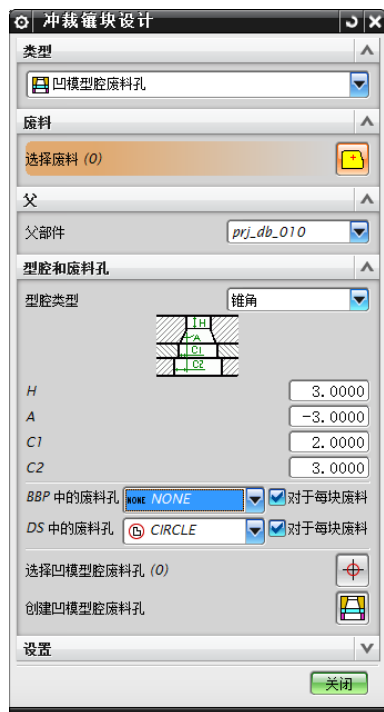 冲裁镶块设计
类型
凹模型腔废料孔
废料
选择废料 (0)
父
父部件 prj_db_010
型腔和废料孔
型腔类型 锥角
H
A
C1
C2
H 3.0000
A -3.0000
C1 2.0000
C2 3.0000
BBP 中的废料孔 NONE NONE 对于每块废料
DS 中的废料孔 CIRCLE 对于每块废料
选择凹模型腔废料孔 (0)
创建凹模型腔废料孔
设置
关闭